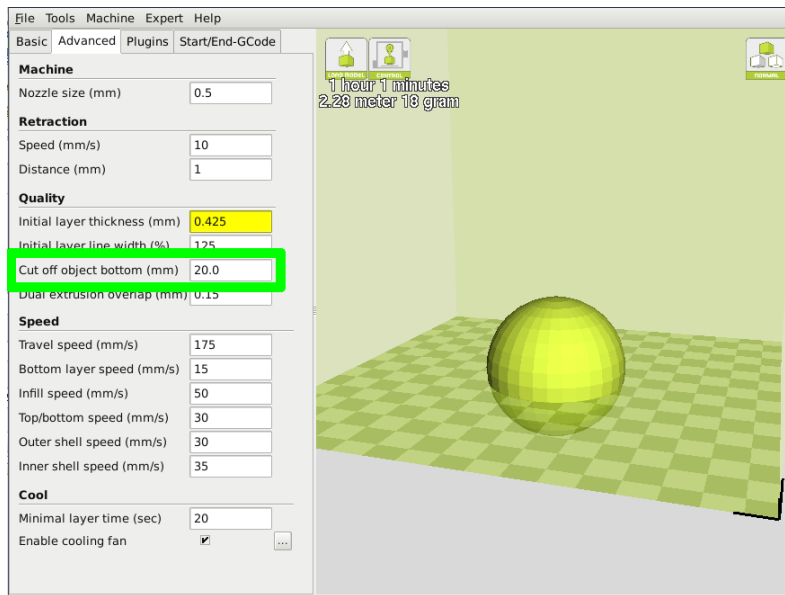 File Tools Machine Expert Help
Basic Advanced Plugins Start/End-GCode
Machine
Nozzle size (mm) 0.5
Retraction
Speed (mm/s) 10
Distance (mm) 1
Quality
Initial layer thickness (mm) 0.425
Initial layer line width (%) 125
Cut off object bottom (mm) 20.0
Dual extrusion overlap (mm) 0.15
Speed
Travel speed (mm/s) 175
Bottom layer speed (mm/s) 15
Infill speed (mm/s) 50
Top/bottom speed (mm/s) 30
Outer shell speed (mm/s) 30
Inner shell speed (mm/s) 35
Cool
Minimal layer time (sec) 20
Enable cooling fan ...
LOAD MODEL CONTROL
NORMAL
1 hour 1 minutes
2.28 meter 18 gram